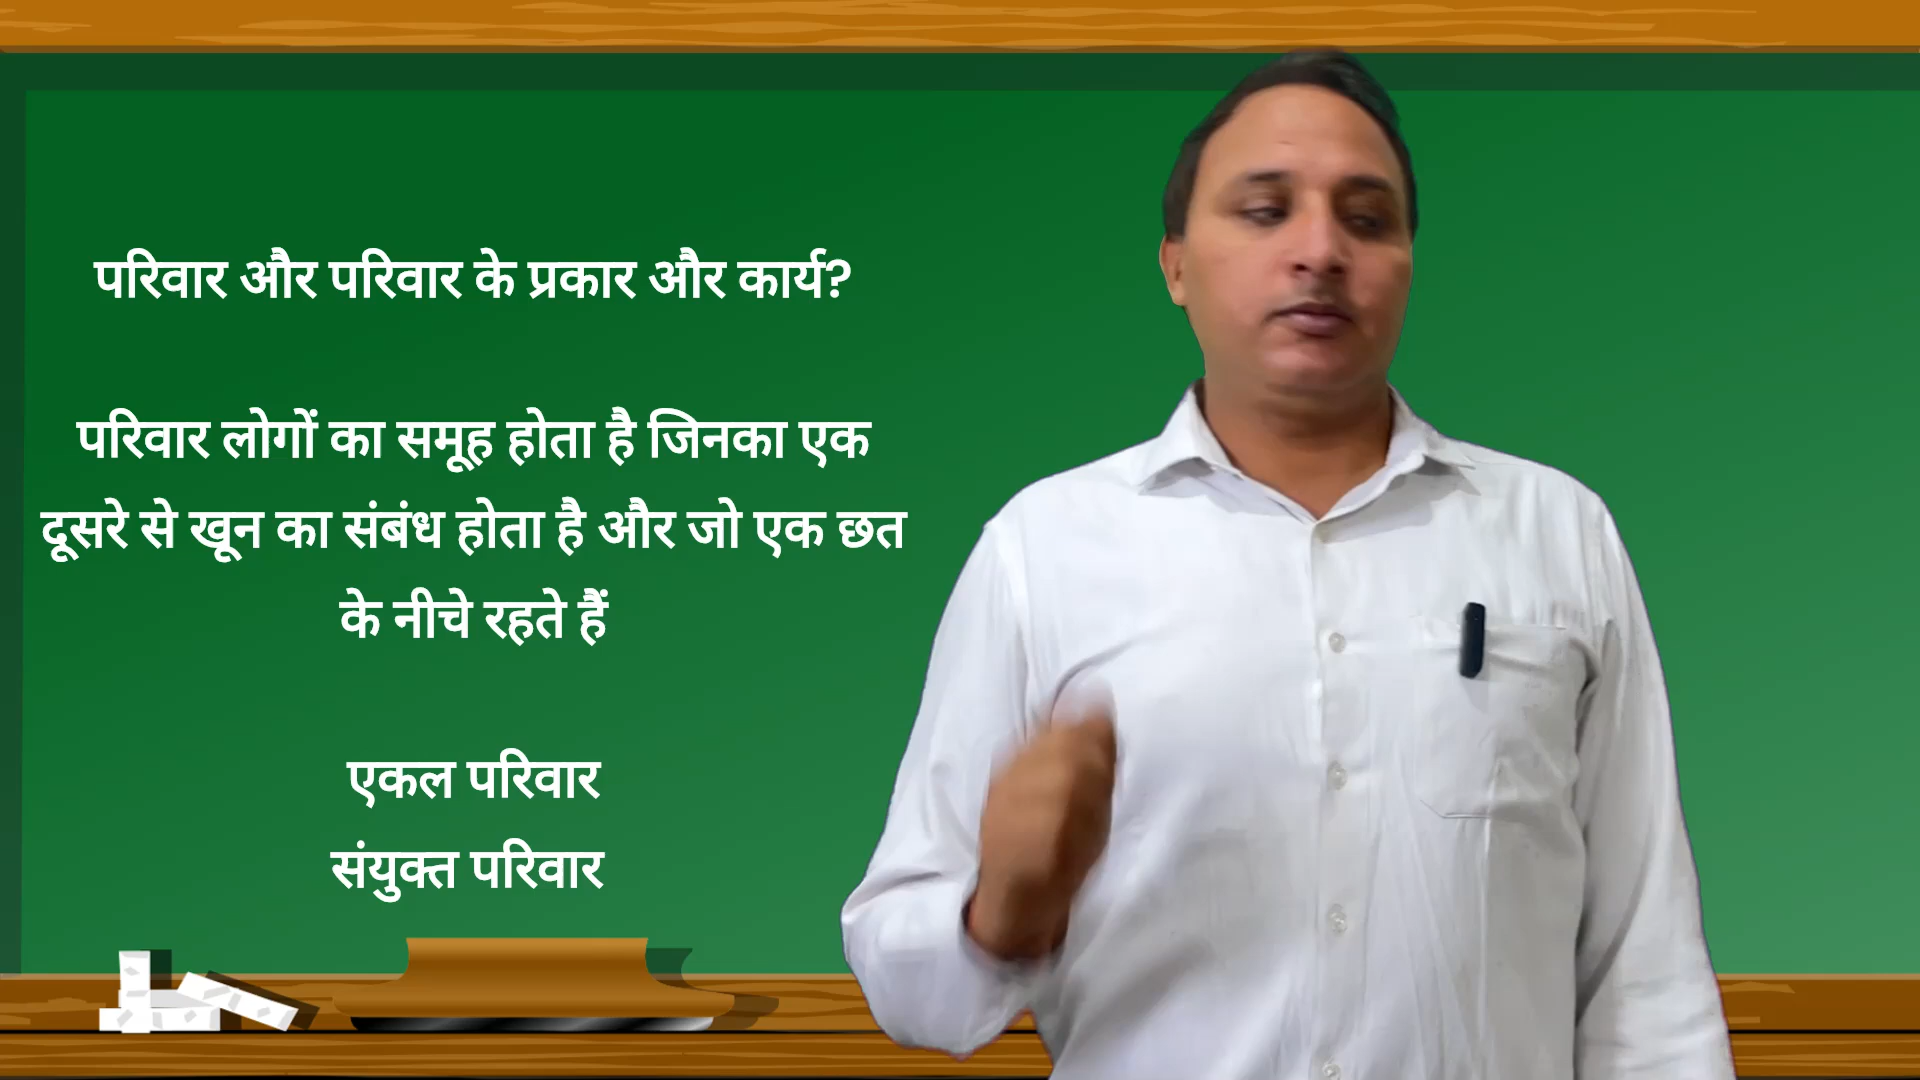 परिवार और परिवार के प्रकार और कार्य?
परिवार लोगों का समूह होता है जिनका एक
दूसरे से खून का संबंध होता है और जो एक छत
के नीचे रहते हैं
एकल परिवार
संयुक्त परिवार